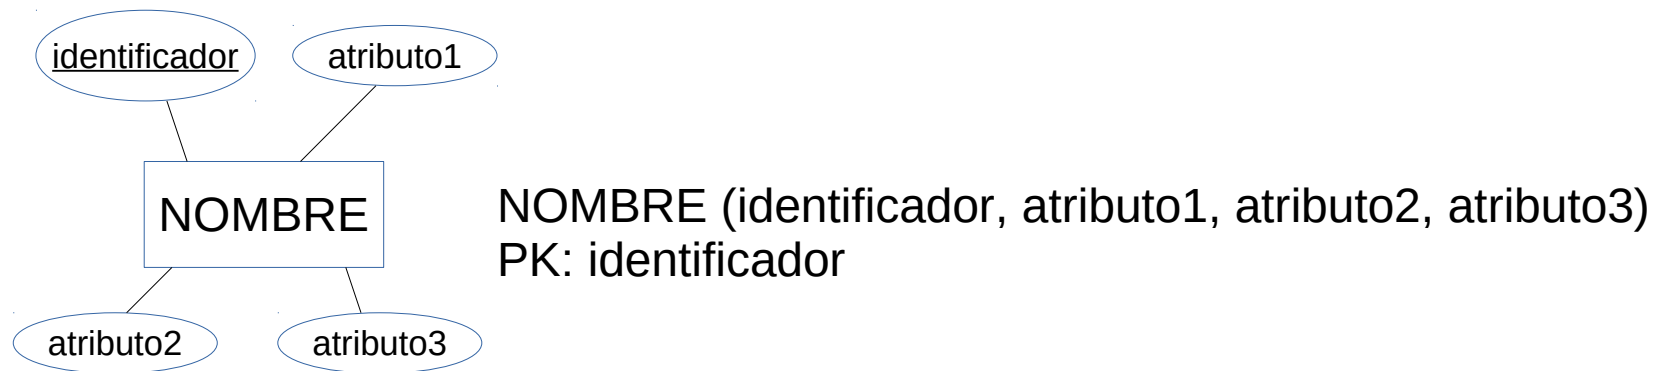 identificador
atributo1
NOMBRE
atributo2
atributo3
NOMBRE (identificador, atributo1, atributo2, atributo3)
PK: identificador